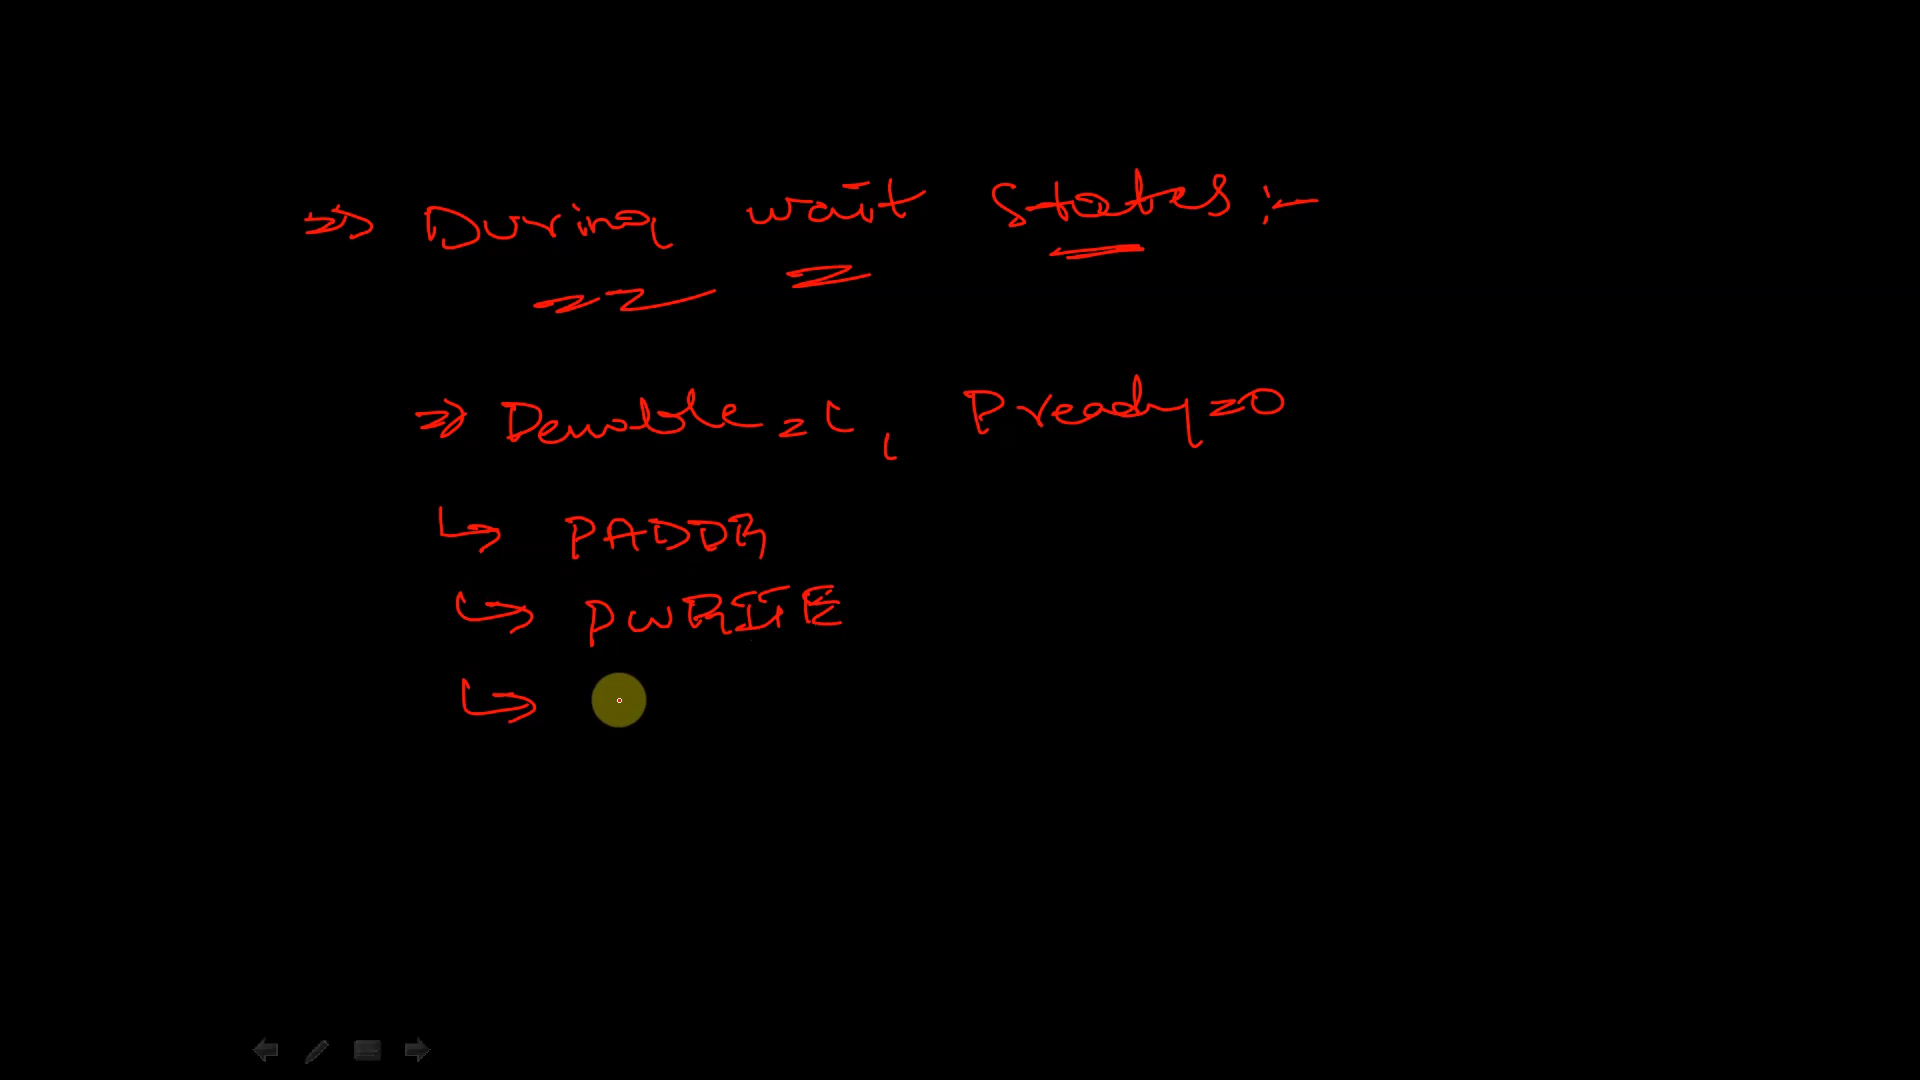 ⇒ During wait states :-
⇒ Penable = 1, Pready = 0
↳ PADDR
↳ PWRITE
↳